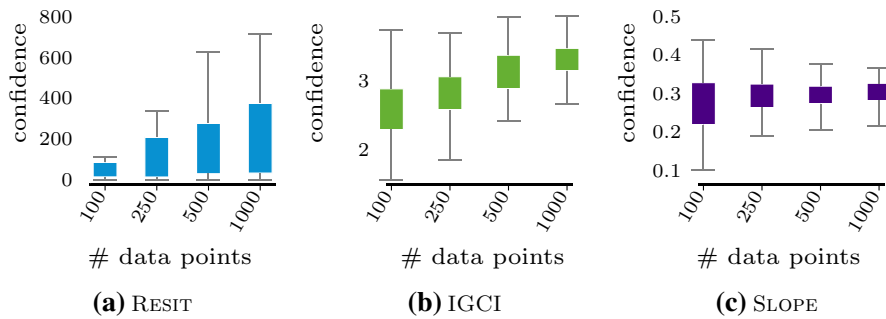 confidence
800
600
400
200
0
100
250
500
1000
# data points
(a) RESIT
confidence
3
2
100
250
500
1000
# data points
(b) IGCI
confidence
0.5
0.4
0.3
0.2
0.1
100
250
500
1000
# data points
(c) SLOPE